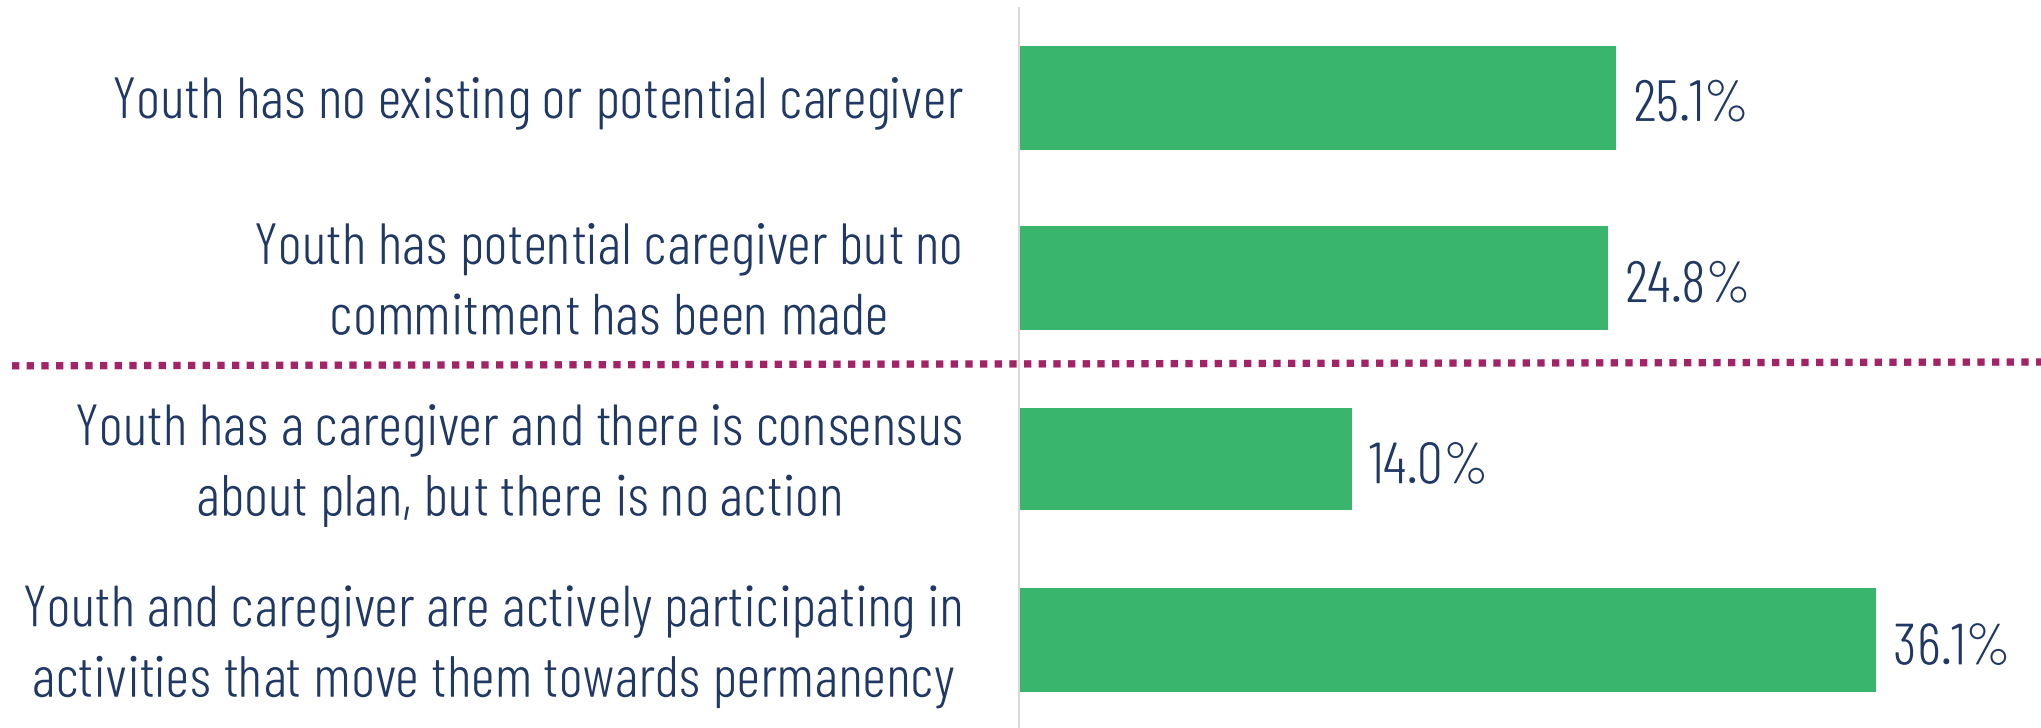 Youth has no existing or potential caregiver
25.1%
Youth has potential caregiver but no
commitment has been made
24.8%
Youth has a caregiver and there is consensus
about plan, but there is no action
14.0%
Youth and caregiver are actively participating in
activities that move them towards permanency
36.1%